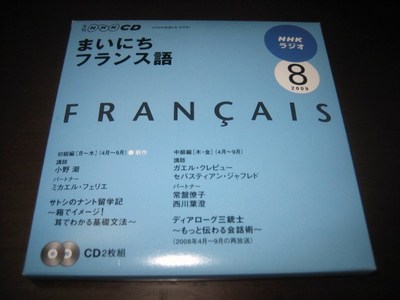 NHK CD
まいにち
フランス語
NHK
ラジオ
8
2009
FRANÇAIS
初級編【月~木】(4月~9月) ●新作
講師
小野 潮
パートナー
ミカエル・フェリエ
サトシのナント留学記
~箱でイメージ!
耳でわかる基礎文法~
中級編【木・金】(4月~9月)
講師
ガエル・クレピュー
セバスティアン・ジャフレド
パートナー
常盤僚子
西川葉澄
ディアローグ三銃士
~もっと伝わる会話術~
(2008年4月~9月の再放送)
CD2枚組